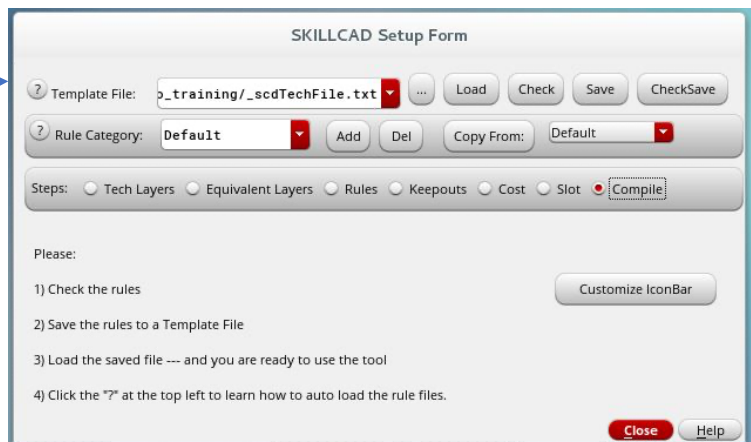 SKILLCAD Setup Form
? Template File: o_training/_scdTechFile.txt ... Load Check Save CheckSave
? Rule Category: Default Add Del Copy From: Default
Steps: Tech Layers Equivalent Layers Rules Keepouts Cost Slot Compile
Please:
1) Check the rules
Customize IconBar
2) Save the rules to a Template File
3) Load the saved file --- and you are ready to use the tool
4) Click the "?" at the top left to learn how to auto load the rule files.
Close Help